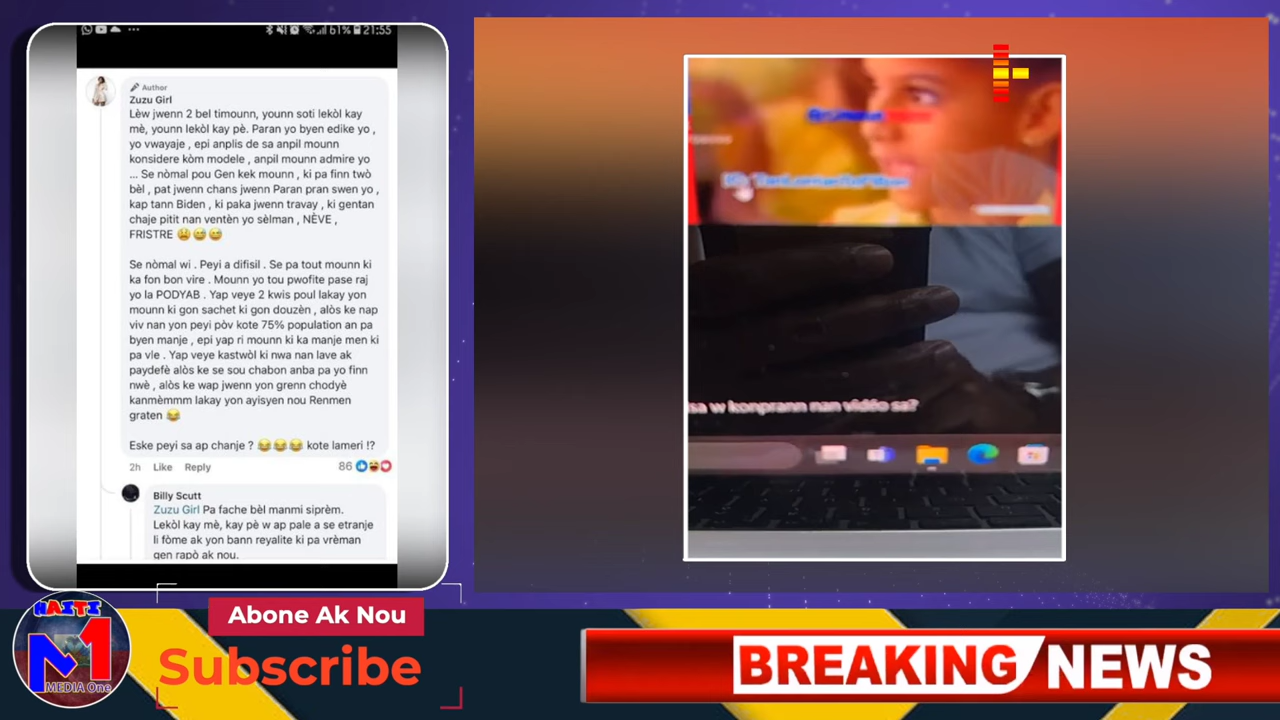 61% 21:55
Author
Zuzu Girl
Lèw jwenn 2 bel timounn, younn soti lekòl kay
mè, younn lekòl kay pè. Paran yo byen edike yo ,
yo vwayaje , epi anplis de sa anpil mounn
konsidere kòm modele , anpil mounn admire yo
... Se nòmal pou Gen kek mounn , ki pa finn twò
bèl , pat jwenn chans jwenn Paran pran swen yo ,
kap tann Biden , ki paka jwenn travay , ki gentan
chaje pitit nan ventèn yo sèlman , NÈVE ,
FRISTRE 😩😅😅
Se nòmal wi . Peyi a difisil . Se pa tout mounn ki
ka fon bon vire . Mounn yo tou pwofite pase raj
yo la PODYAB . Yap veye 2 kwis poul lakay yon
mounn ki gon sachet ki gon douzèn , alòs ke nap
viv nan yon peyi pòv kote 75% population an pa
byen manje , epi yap ri mounn ki ka manje men ki
pa vle . Yap veye kastwòl ki nwa nan lave ak
paydefè alòs ke se sou chabon anba pa yo finn
nwè , alòs ke wap jwenn yon grenn chodyè
kanmèmmm lakay yon ayisyen nou Renmen
graten 😂
Eske peyi sa ap chanje ? 😂😂😂 kote lameri !?
2h Like Reply 86
Billy Scutt
Zuzu Girl Pa fache bèl manmi siprèm.
Lekòl kay mè, kay pè w ap pale a se etranje
li fòme ak yon bann reyalite ki pa vrèman
gen rapò ak nou.
sa w konprann nan vidéo sa?
HAITI
M1
MEDIA One
Abone Ak Nou
Subscribe
BREAKING NEWS